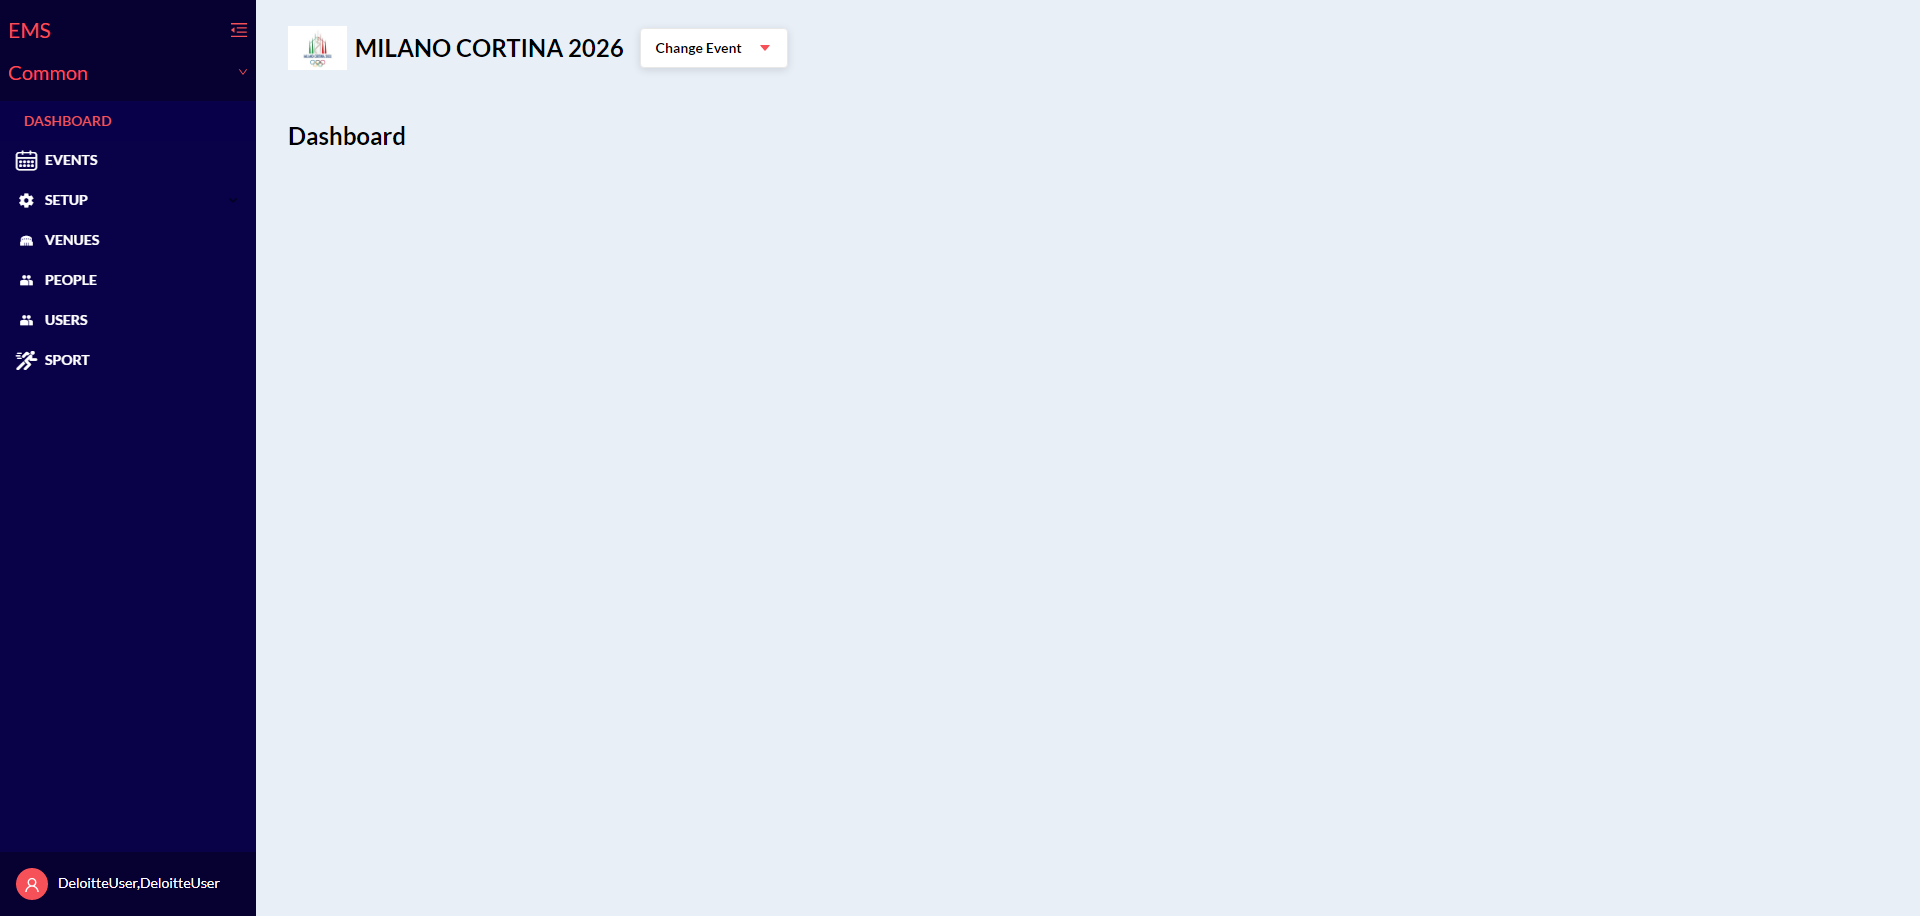 EMS
Common
DASHBOARD
EVENTS
SETUP
VENUES
PEOPLE
USERS
SPORT
DeloitteUser,DeloitteUser
MILANO CORTINA 2026
Change Event
Dashboard